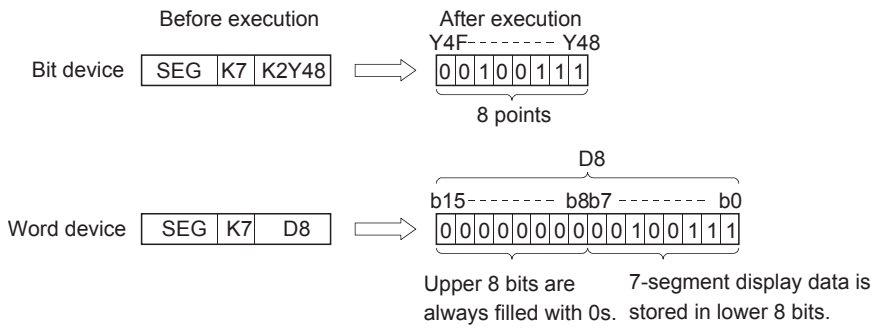 Before execution After execution
Y4F Y48
Bit device SEG K7 K2Y48 0 0 1 0 0 1 1 1
8 points
D8
b15 b8b7 b0
Word device SEG K7 D8 0 0 0 0 0 0 0 0 0 0 1 0 0 1 1 1
Upper 8 bits are 7-segment display data is
always filled with 0s. stored in lower 8 bits.